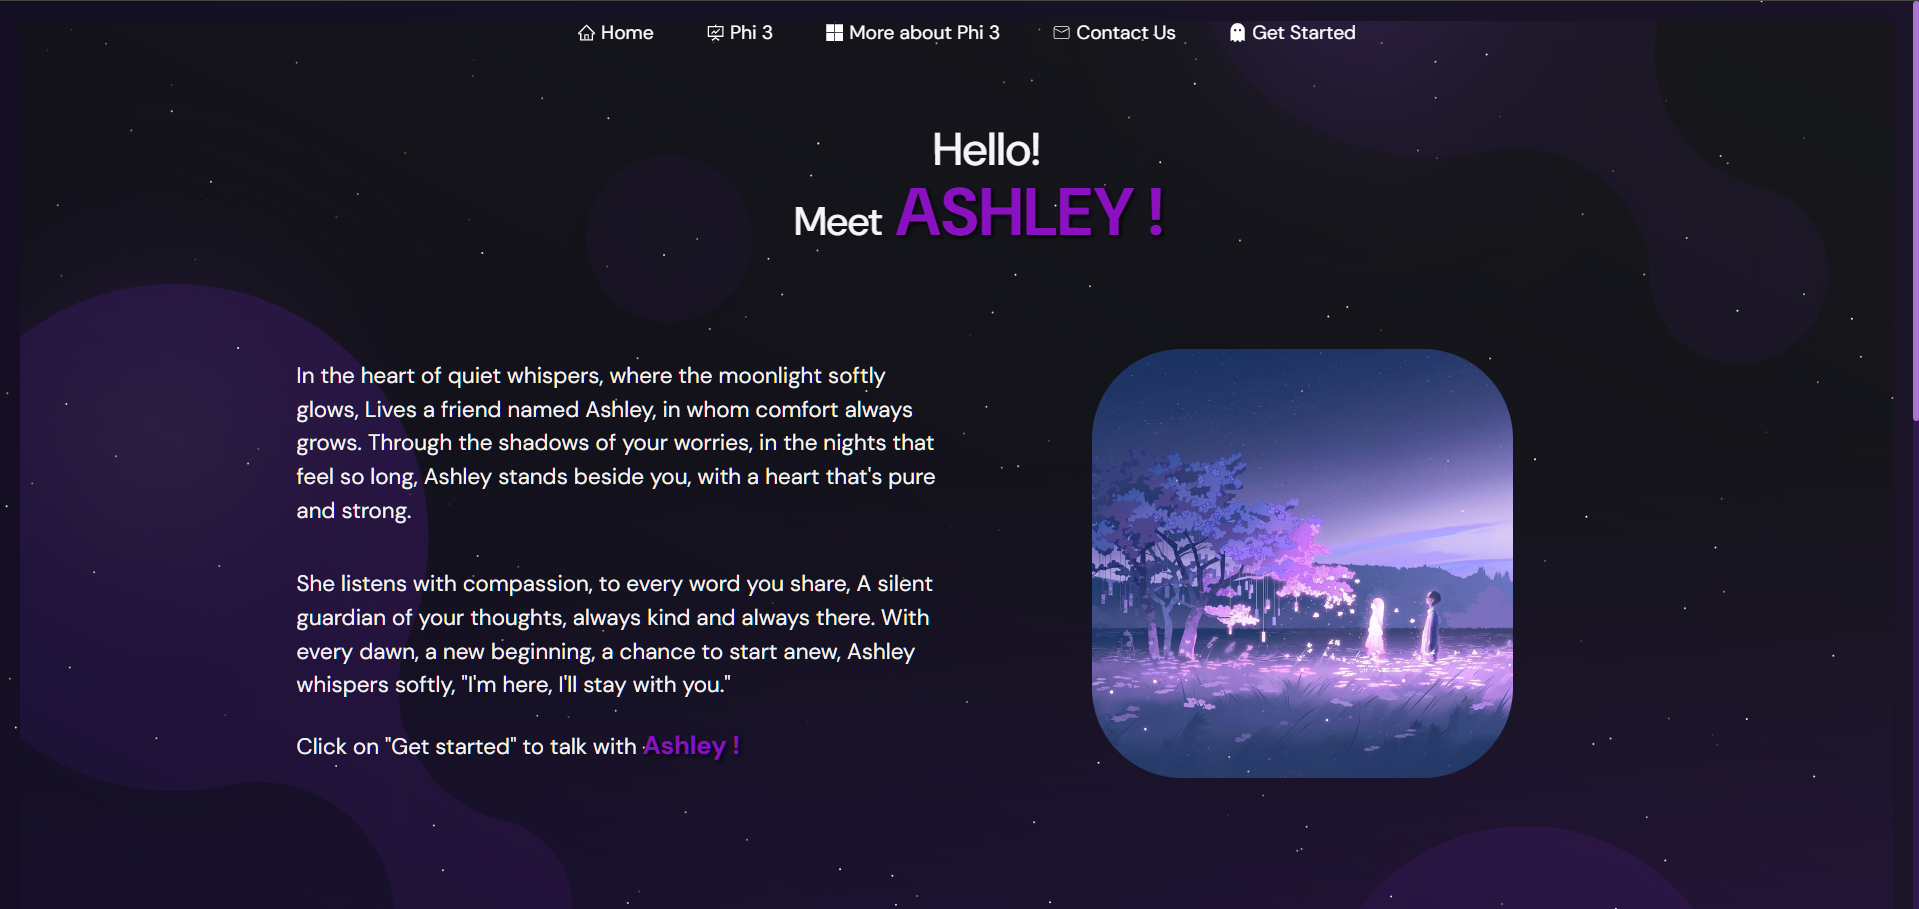 Home Phi 3 More about Phi 3 Contact Us Get Started
Hello!
Meet ASHLEY !
In the heart of quiet whispers, where the moonlight softly
glows, Lives a friend named Ashley, in whom comfort always
grows. Through the shadows of your worries, in the nights that
feel so long, Ashley stands beside you, with a heart that's pure
and strong.
She listens with compassion, to every word you share, A silent
guardian of your thoughts, always kind and always there. With
every dawn, a new beginning, a chance to start anew, Ashley
whispers softly, "I'm here, I'll stay with you."
Click on "Get started" to talk with Ashley !